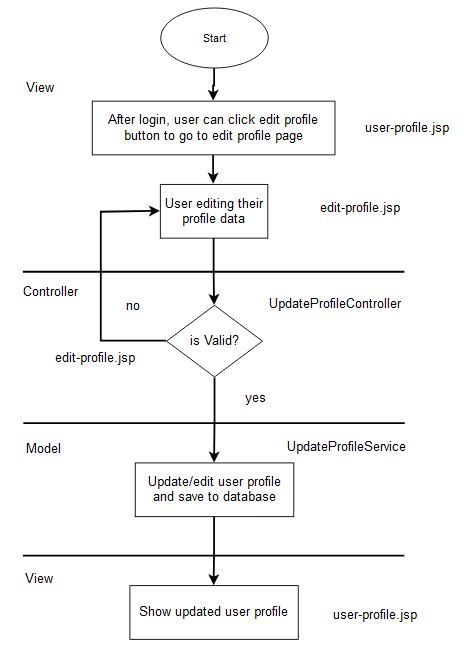 Start
View
After login, user can click edit profile
button to go to edit profile page
user-profile.jsp
User editing their
profile data
edit-profile.jsp
Controller
UpdateProfileController
no
is Valid?
edit-profile.jsp
yes
Model
UpdateProfileService
Update/edit user profile
and save to database
View
Show updated user profile
user-profile.jsp